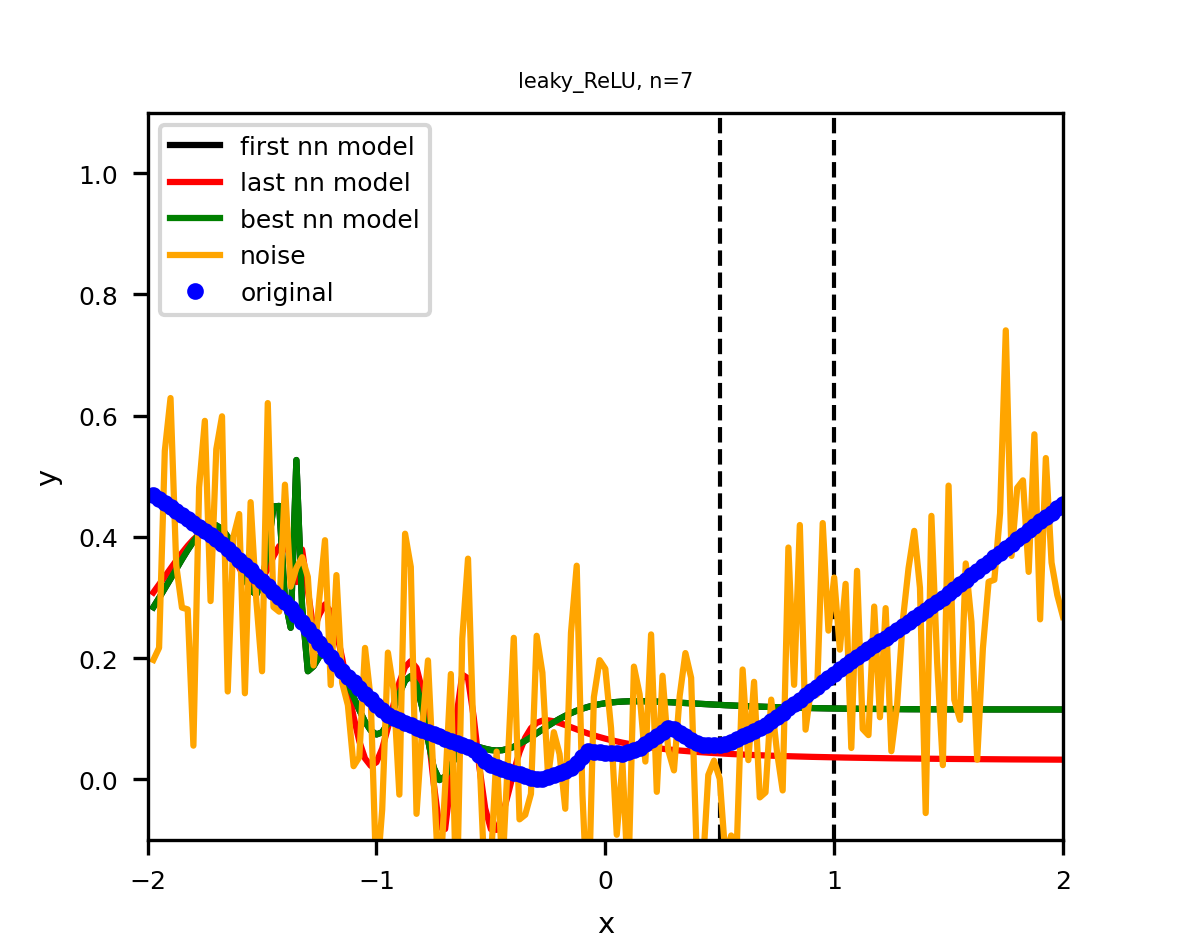 leaky_ReLU, n=7
first nn model
last nn model
best nn model
noise
original
1.0
0.8
0.6
0.4
0.2
0.0
y
−2
−1
0
1
2
x